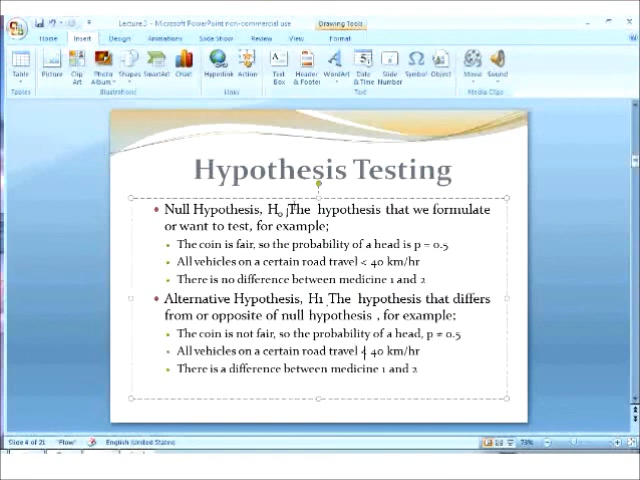 Lecture 3 - Microsoft PowerPoint non-commercial use
Drawing Tools
Home Insert Design Animations Slide Show Review View Format
Table Picture Clip Art Photo Album Shapes SmartArt Chart Hyperlink Action Text Box Header & Footer WordArt Date & Time Slide Number Symbol Object Movie Sound
Tables Illustrations Links Text Media Clips
Hypothesis Testing
• Null Hypothesis, H₀ The hypothesis that we formulate
or want to test, for example;
• The coin is fair, so the probability of a head is p = 0.5
• All vehicles on a certain road travel < 40 km/hr
• There is no difference between medicine 1 and 2
• Alternative Hypothesis, H1 . The hypothesis that differs
from or opposite of null hypothesis , for example;
• The coin is not fair, so the probability of a head, p ≠ 0.5
• All vehicles on a certain road travel 40 km/hr
• There is a difference between medicine 1 and 2
Slide 4 of 21 "Flow" English (United States) 73%